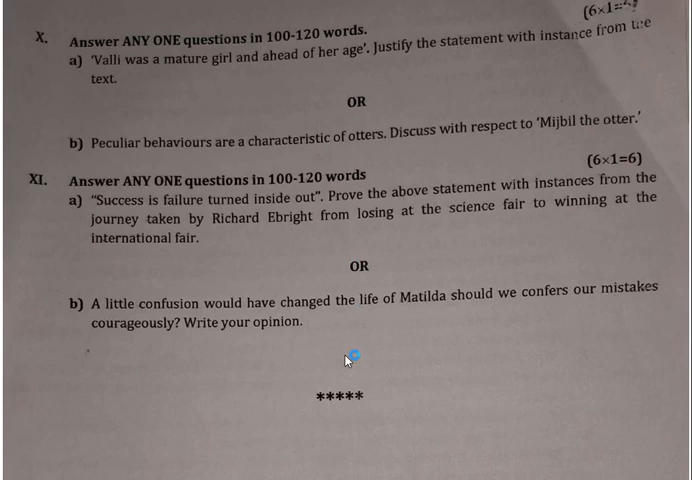 (6×1=
X. Answer ANY ONE questions in 100-120 words.
a) ‘Valli was a mature girl and ahead of her age’. Justify the statement with instance from the
text.
OR
b) Peculiar behaviours are a characteristic of otters. Discuss with respect to ‘Mijbil the otter.’
(6×1=6)
XI. Answer ANY ONE questions in 100-120 words
a) “Success is failure turned inside out”. Prove the above statement with instances from the
journey taken by Richard Ebright from losing at the science fair to winning at the
international fair.
OR
b) A little confusion would have changed the life of Matilda should we confers our mistakes
courageously? Write your opinion.
*****